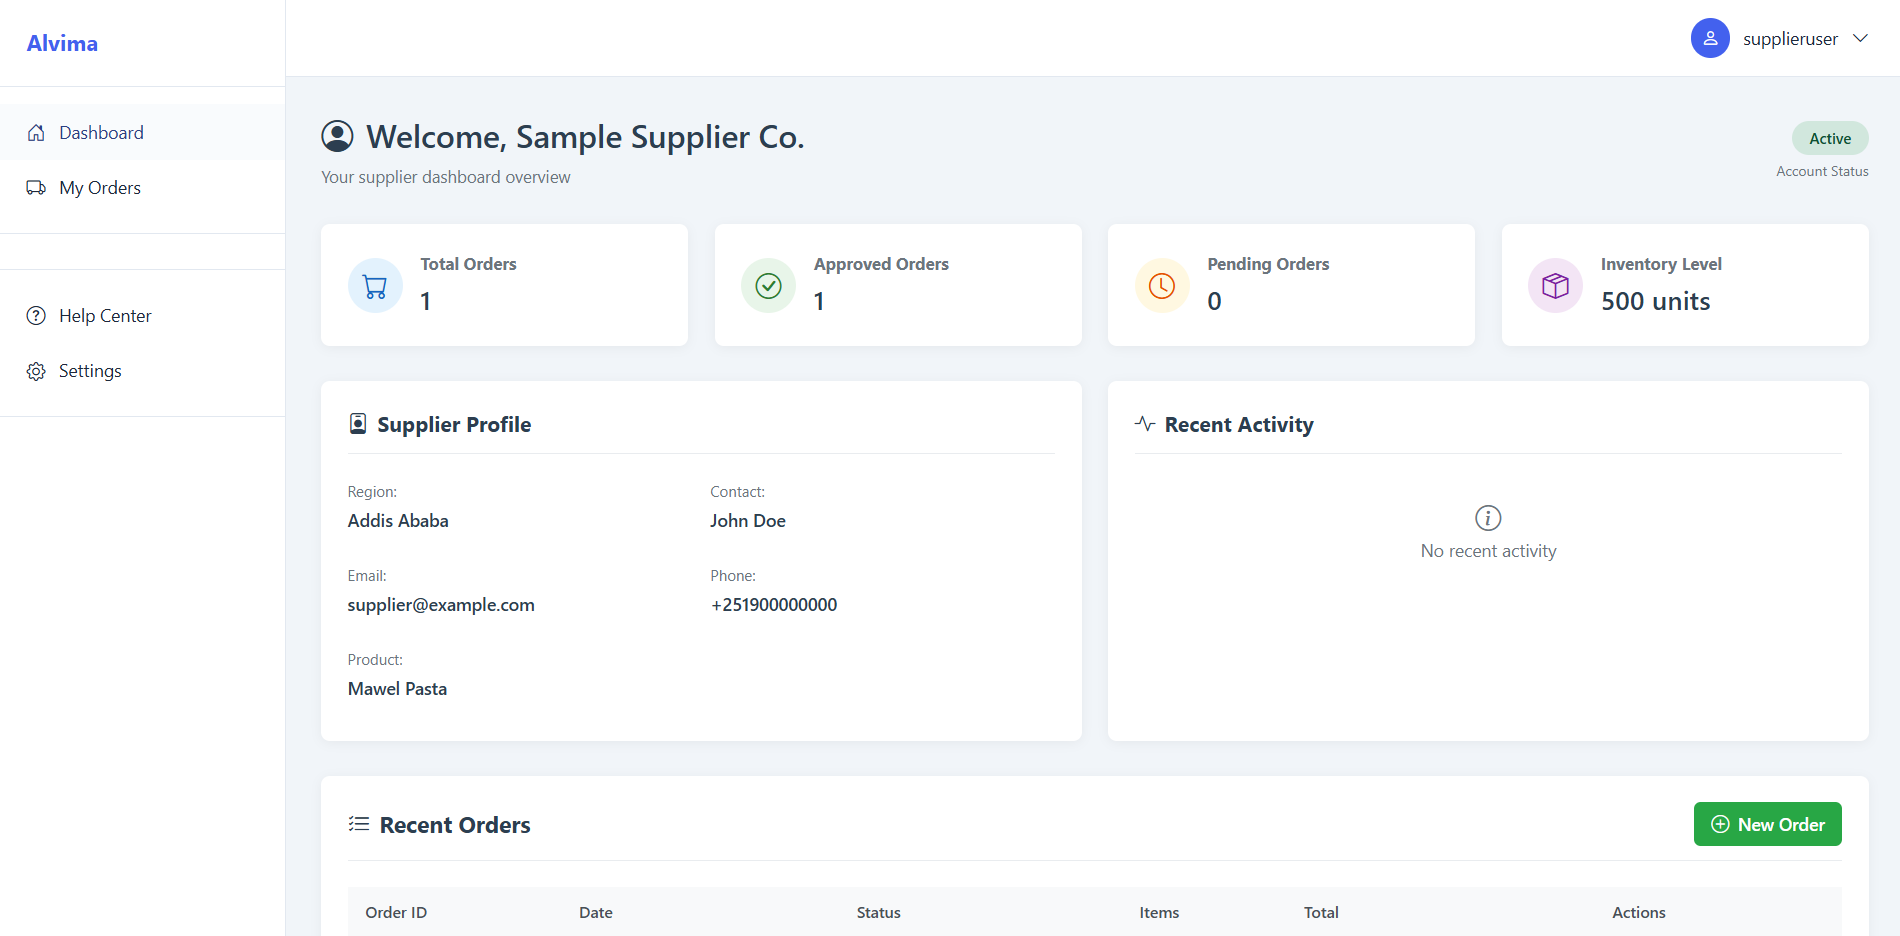 Alvima
supplieruser
Dashboard
My Orders
Help Center
Settings
Welcome, Sample Supplier Co.
Your supplier dashboard overview
Active
Account Status
Total Orders
1
Approved Orders
1
Pending Orders
0
Inventory Level
500 units
Supplier Profile
Region:
Addis Ababa
Contact:
John Doe
Email:
supplier@example.com
Phone:
+251900000000
Product:
Mawel Pasta
Recent Activity
No recent activity
Recent Orders
New Order
Order ID Date Status Items Total Actions